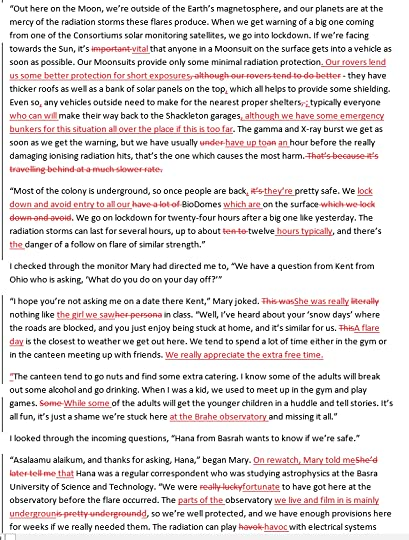 "Out here on the Moon, we're outside of the Earth's magnetosphere, and our planets are at the
mercy of the radiation storms these flares produce. When we get warning of a big one coming
from one of the Consortiums solar monitoring satellites, we go into lockdown. If we're facing
towards the Sun, it's important vital that anyone in a Moonsuit on the surface gets into a vehicle as
soon as possible. Our Moonsuits provide only some minimal radiation protection. Our rovers lend
us some better protection for short exposures, although our rovers tend to do better - they have
thicker roofs as well as a bank of solar panels on the top, which all helps to provide some shielding.
Even so, any vehicles outside need to make for the nearest proper shelters,; typically everyone
who can will make their way back to the Shackleton garages, although we have some emergency
bunkers for this situation all over the place if this is too far. The gamma and X-ray burst we get as
soon as we get the warning, but we have usually under have up to an an hour before the really
damaging ionising radiation hits, that's the one which causes the most harm. That's because it's
travelling behind at a much slower rate.
"Most of the colony is underground, so once people are back, it's they're pretty safe. We lock
down and avoid entry to all our have a lot of BioDomes which are on the surface which we lock
down and avoid. We go on lockdown for twenty-four hours after a big one like yesterday. The
radiation storms can last for several hours, up to about ten to twelve hours typically, and there's
the danger of a follow on flare of similar strength."
I checked through the monitor Mary had directed me to, "We have a question from Kent from
Ohio who is asking, 'What do you do on your day off?'"
"I hope you're not asking me on a date there Kent," Mary joked. This was She was really literally
nothing like the girl we saw her persona in class. "Well, I've heard about your 'snow days' where
the roads are blocked, and you just enjoy being stuck at home, and it's similar for us. This A flare
day is the closest to weather we get out here. We tend to spend a lot of time either in the gym or
in the canteen meeting up with friends. We really appreciate the extra free time.
"The canteen tend to go nuts and find some extra catering. I know some of the adults will break
out some alcohol and go drinking. When I was a kid, we used to meet up in the gym and play
games. Some While some of the adults will get the younger children in a huddle and tell stories. It's
all fun, it's just a shame we're stuck here at the Brahe observatory and missing it all."
I looked through the incoming questions, "Hana from Basrah wants to know if we're safe."
"Asalaamu alaikum, and thanks for asking, Hana," began Mary. On rewatch, Mary told me She'd
later tell me that Hana was a regular correspondent who was studying astrophysics at the Basra
University of Science and Technology. "We were really lucky fortunate to have got here at the
observatory before the flare occurred. The parts of the observatory we live and film in is mainly
undergroun is pretty underground d, so we're well protected, and we have enough provisions here
for weeks if we really needed them. The radiation can play havok havoc with electrical systems